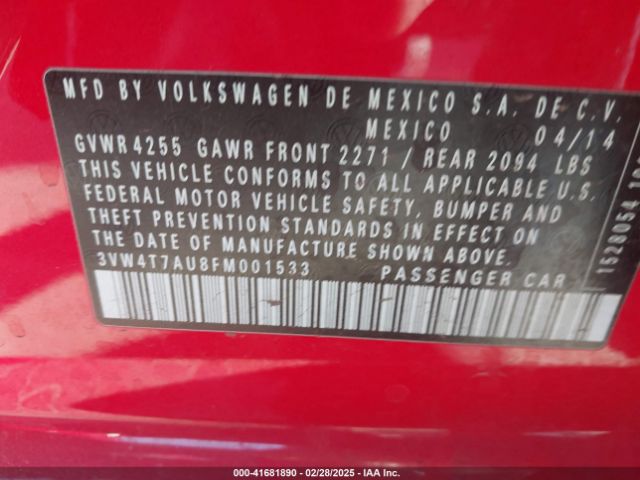 MFD BY VOLKSWAGEN DE MEXICO S.A. DE C.V.
MEXICO 04/14
GVWR 4255 GAWR FRONT 2271 / REAR 2094 LBS
THIS VEHICLE CONFORMS TO ALL APPLICABLE U.S.
FEDERAL MOTOR VEHICLE SAFETY, BUMPER AND
THEFT PREVENTION STANDARDS IN EFFECT ON
THE DATE OF MANUFACTURE SHOWN ABOVE.
3VW4T7AU8FM001533 PASSENGER CAR
1528054
000-41681890 - 02/28/2025 - IAA Inc.